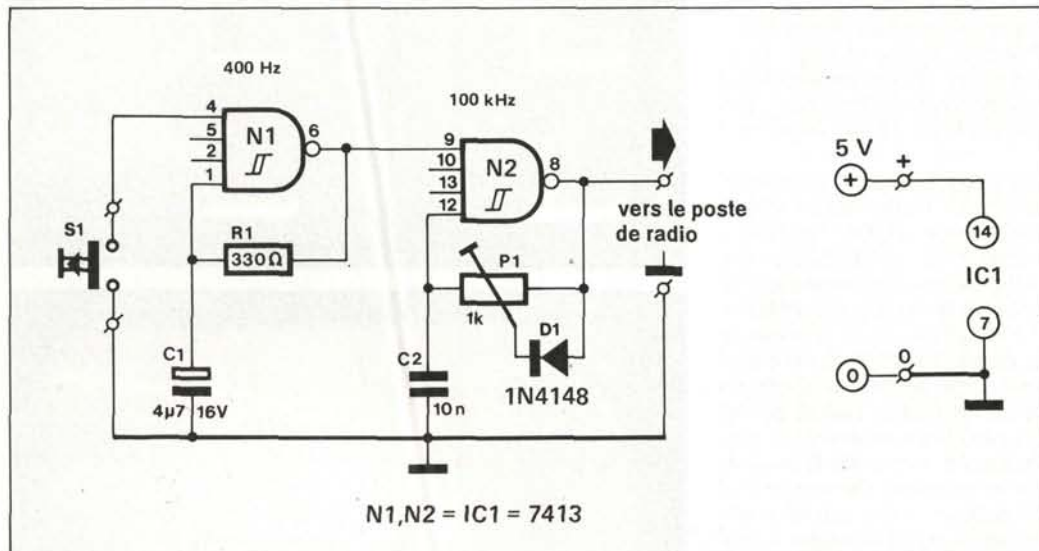 400 Hz
100 kHz
4
5
2
1
N1
6
9
10
13
12
N2
8
5 V
+
+
vers le poste
de radio
14
IC1
7
S1
R1
330Ω
P1
1k
D1
1N4148
C1
4µ7 16V
C2
10n
0
0
N1,N2 = IC1 = 7413